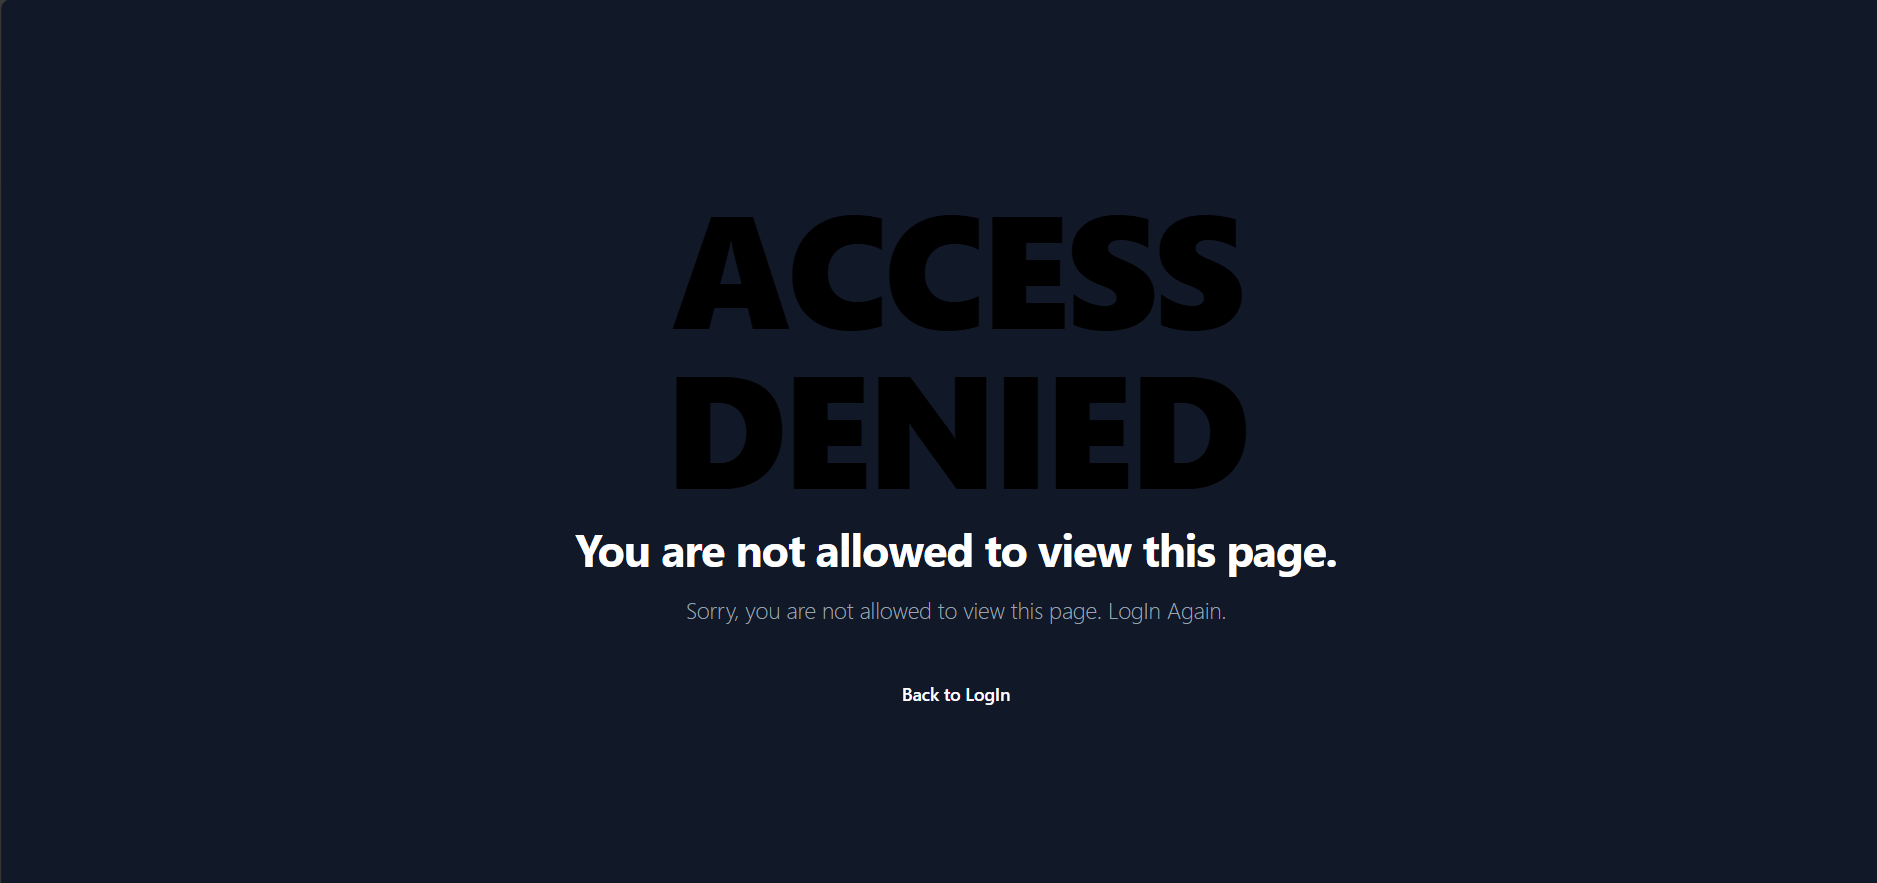 ACCESS
DENIED
You are not allowed to view this page.
Sorry, you are not allowed to view this page. LogIn Again.
Back to LogIn